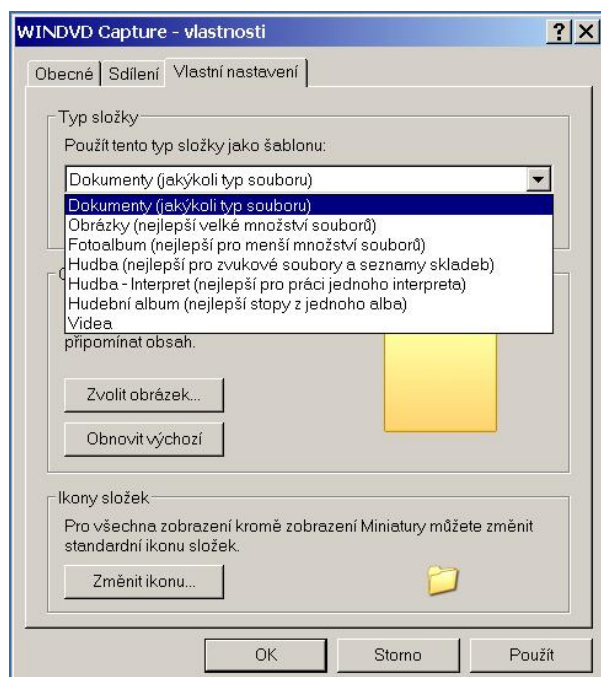 WINDVD Capture - vlastnosti
Obecné Sdílení Vlastní nastavení
Typ složky
Použít tento typ složky jako šablonu:
Dokumenty (jakýkoli typ souboru)
Dokumenty (jakýkoli typ souboru)
Obrázky (nejlepší velké množství souborů)
Fotoalbum (nejlepší pro menší množství souborů)
Hudba (nejlepší pro zvukové soubory a seznamy skladeb)
Hudba - Interpret (nejlepší pro práci jednoho interpreta)
Hudební album (nejlepší stopy z jednoho alba)
Videa
připomínat obsah.
Zvolit obrázek...
Obnovit výchozí
Ikony složek
Pro všechna zobrazení kromě zobrazení Miniatury můžete změnit
standardní ikonu složek.
Změnit ikonu...
OK Storno Použít